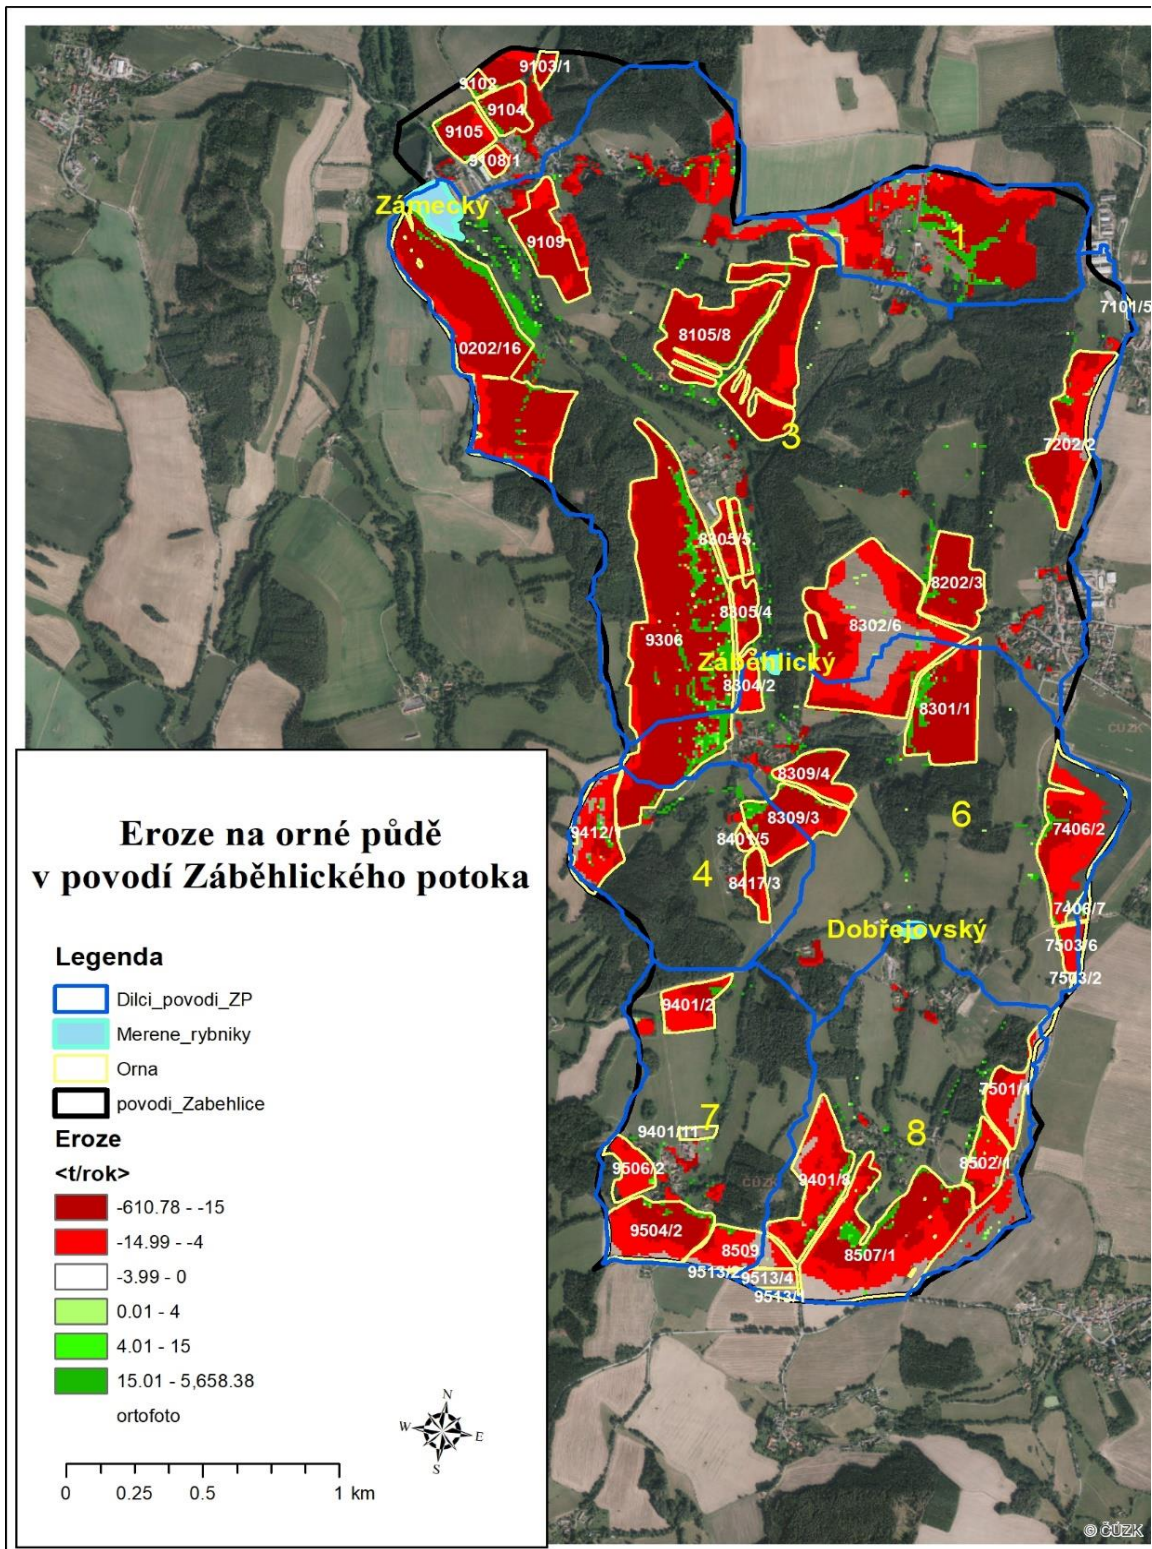 9103/1
9102
9104
9105
9108/1
Zámecký
9109
1
7101/5
8105/8
0202/16
3
7202/2
8305/5
8202/3
8305/4
8302/6
9306
Záběhlický
8304/2
8301/1
8309/4
6
9412/1
8309/3
7406/2
8401/5
4
8417/3
7406/7
Dobřejovský
7503/6
7503/2
9401/2
7501/1
7
9401/11
8
9506/2
8502/1
ČÚZK
9401/8
9504/2
8509
8507/1
9513/2
9513/4
9513/1
ČÚZK
Eroze na orné půdě
v povodí Záběhlického potoka
Legenda
Dilci_povodi_ZP
Merene_rybniky
Orna
povodi_Zabehlice
Eroze
<t/rok>
-610.78 - -15
-14.99 - -4
-3.99 - 0
0.01 - 4
4.01 - 15
15.01 - 5,658.38
ortofoto
N
W
E
S
0 0.25 0.5 1 km
© ČÚZK